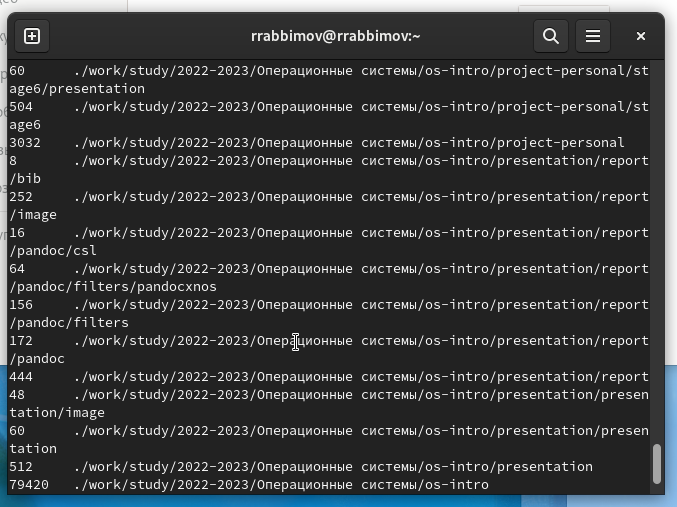 rrabbimov@rrabbimov:~
60      ./work/study/2022-2023/Операционные системы/os-intro/project-personal/st
age6/presentation
504     ./work/study/2022-2023/Операционные системы/os-intro/project-personal/st
age6
3032    ./work/study/2022-2023/Операционные системы/os-intro/project-personal
8       ./work/study/2022-2023/Операционные системы/os-intro/presentation/report
/bib
252     ./work/study/2022-2023/Операционные системы/os-intro/presentation/report
/image
16      ./work/study/2022-2023/Операционные системы/os-intro/presentation/report
/pandoc/csl
64      ./work/study/2022-2023/Операционные системы/os-intro/presentation/report
/pandoc/filters/pandocxnos
156     ./work/study/2022-2023/Операционные системы/os-intro/presentation/report
/pandoc/filters
172     ./work/study/2022-2023/Операционные системы/os-intro/presentation/report
/pandoc
444     ./work/study/2022-2023/Операционные системы/os-intro/presentation/report
48      ./work/study/2022-2023/Операционные системы/os-intro/presentation/presen
tation/image
60      ./work/study/2022-2023/Операционные системы/os-intro/presentation/presen
tation
512     ./work/study/2022-2023/Операционные системы/os-intro/presentation
79420   ./work/study/2022-2023/Операционные системы/os-intro